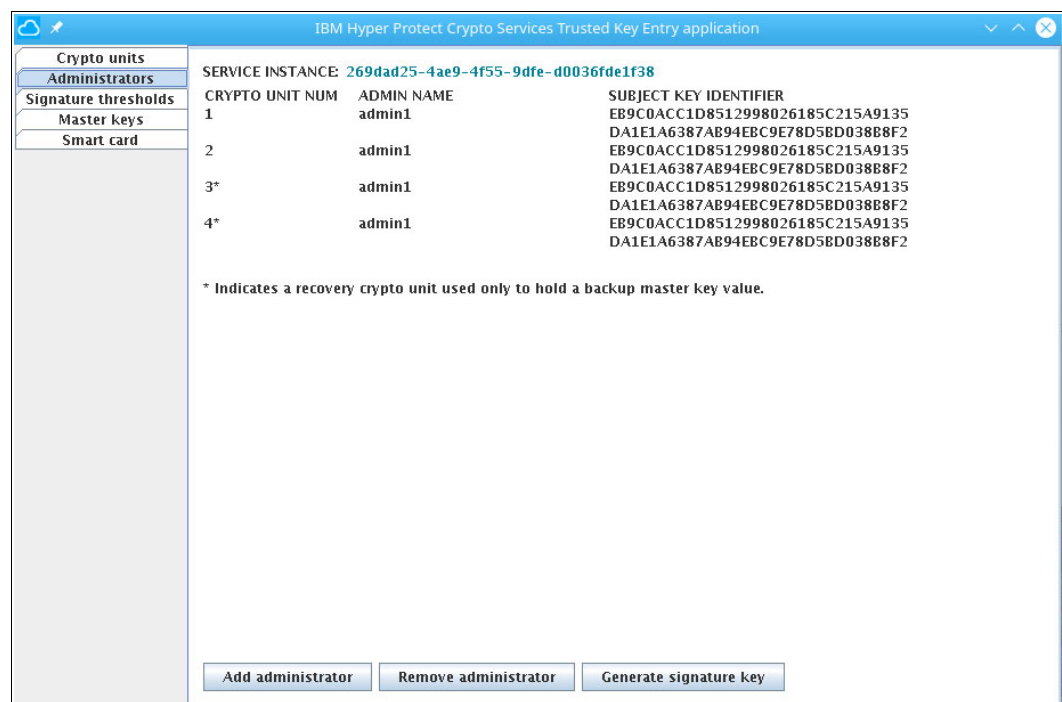 IBM Hyper Protect Crypto Services Trusted Key Entry application
Crypto units
Administrators
Signature thresholds
Master keys
Smart card
SERVICE INSTANCE: 269dad25-4ae9-4f55-9dfe-d0036fde1f38
CRYPTO UNIT NUM ADMIN NAME SUBJECT KEY IDENTIFIER
1 admin1 EB9C0ACC1D8512998026185C215A9135
DA1E1A6387AB94EBC9E78D5BD038B8F2
2 admin1 EB9C0ACC1D8512998026185C215A9135
DA1E1A6387AB94EBC9E78D5BD038B8F2
3* admin1 EB9C0ACC1D8512998026185C215A9135
DA1E1A6387AB94EBC9E78D5BD038B8F2
4* admin1 EB9C0ACC1D8512998026185C215A9135
DA1E1A6387AB94EBC9E78D5BD038B8F2
* Indicates a recovery crypto unit used only to hold a backup master key value.
Add administrator Remove administrator Generate signature key